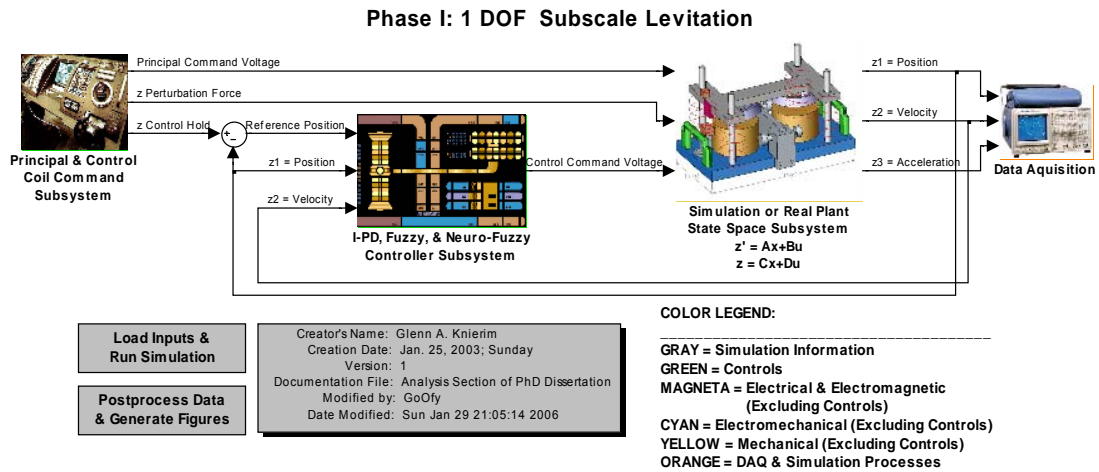 Phase I: 1 DOF Subscale Levitation
Principal Command Voltage
z Perturbation Force
z Control Hold
Reference Position
z1 = Position
z2 = Velocity
Control Command Voltage
z1 = Position
z2 = Velocity
z3 = Acceleration
Principal & Control
Coil Command
Subsystem
I-PD, Fuzzy, & Neuro-Fuzzy
Controller Subsystem
Simulation or Real Plant
State Space Subsystem
z' = Ax+Bu
z = Cx+Du
Data Aquisition
Load Inputs &
Run Simulation
Postprocess Data
& Generate Figures
Creator's Name: Glenn A. Knierim
Creation Date: Jan. 25, 2003; Sunday
Version: 1
Documentation File: Analysis Section of PhD Dissertation
Modified by: GoOfy
Date Modified: Sun Jan 29 21:05:14 2006
COLOR LEGEND:
GRAY = Simulation Information
GREEN = Controls
MAGNETA = Electrical & Electromagnetic
(Excluding Controls)
CYAN = Electromechanical (Excluding Controls)
YELLOW = Mechanical (Excluding Controls)
ORANGE = DAQ & Simulation Processes